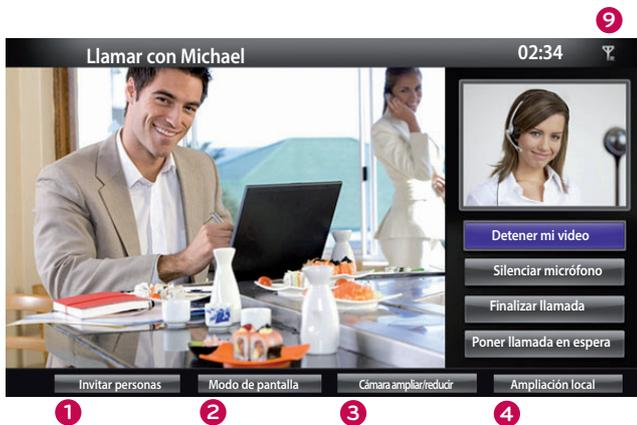 9
Llamar con Michael 02:34
Detener mi video
Silenciar micrófono
Finalizar llamada
Poner llamada en espera
Invitar personas Modo de pantalla Cámara ampliar/reducir Ampliación local
1 2 3 4